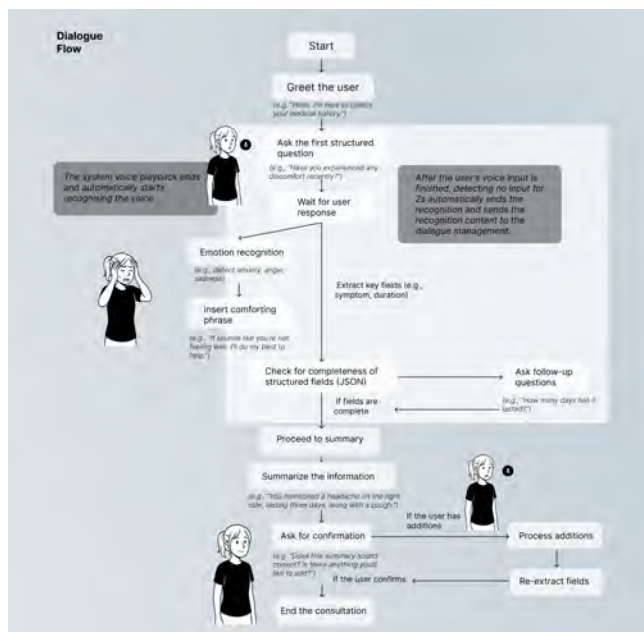 Dialogue
Flow
Start
Greet the user
(e.g. "Hello, I'm here to collect
your medical history.")
Ask the first structured
question
(e.g., "Have you experienced any
discomfort recently?")
The system voice playback ends
and automatically starts
recognising the voice.
After the user's voice input is
finished, detecting no input for
2s automatically ends the
recognition and sends the
recognition content to the
dialogue management.
Wait for user
response
Emotion recognition
(e.g., detect anxiety, anger,
sadness)
Insert comforting
phrase
(e.g. "It sounds like you're not
feeling well. I'll do my best to
help.")
Extract key fields (e.g.,
symptom, duration)
Check for completeness of
structured fields (JSON)
Ask follow-up
questions
(e.g., "How many days has it
lasted?")
If fields are
complete
Proceed to summary
Summarize the information
(e.g., "You mentioned a headache on the right
side, lasting three days, along with a cough.")
If the user has
additions
Ask for confirmation
Process additions
(e.g. "Does this summary sound
correct? Is there anything you'd
like to add?")
If the user confirms
Re-extract fields
End the consultation